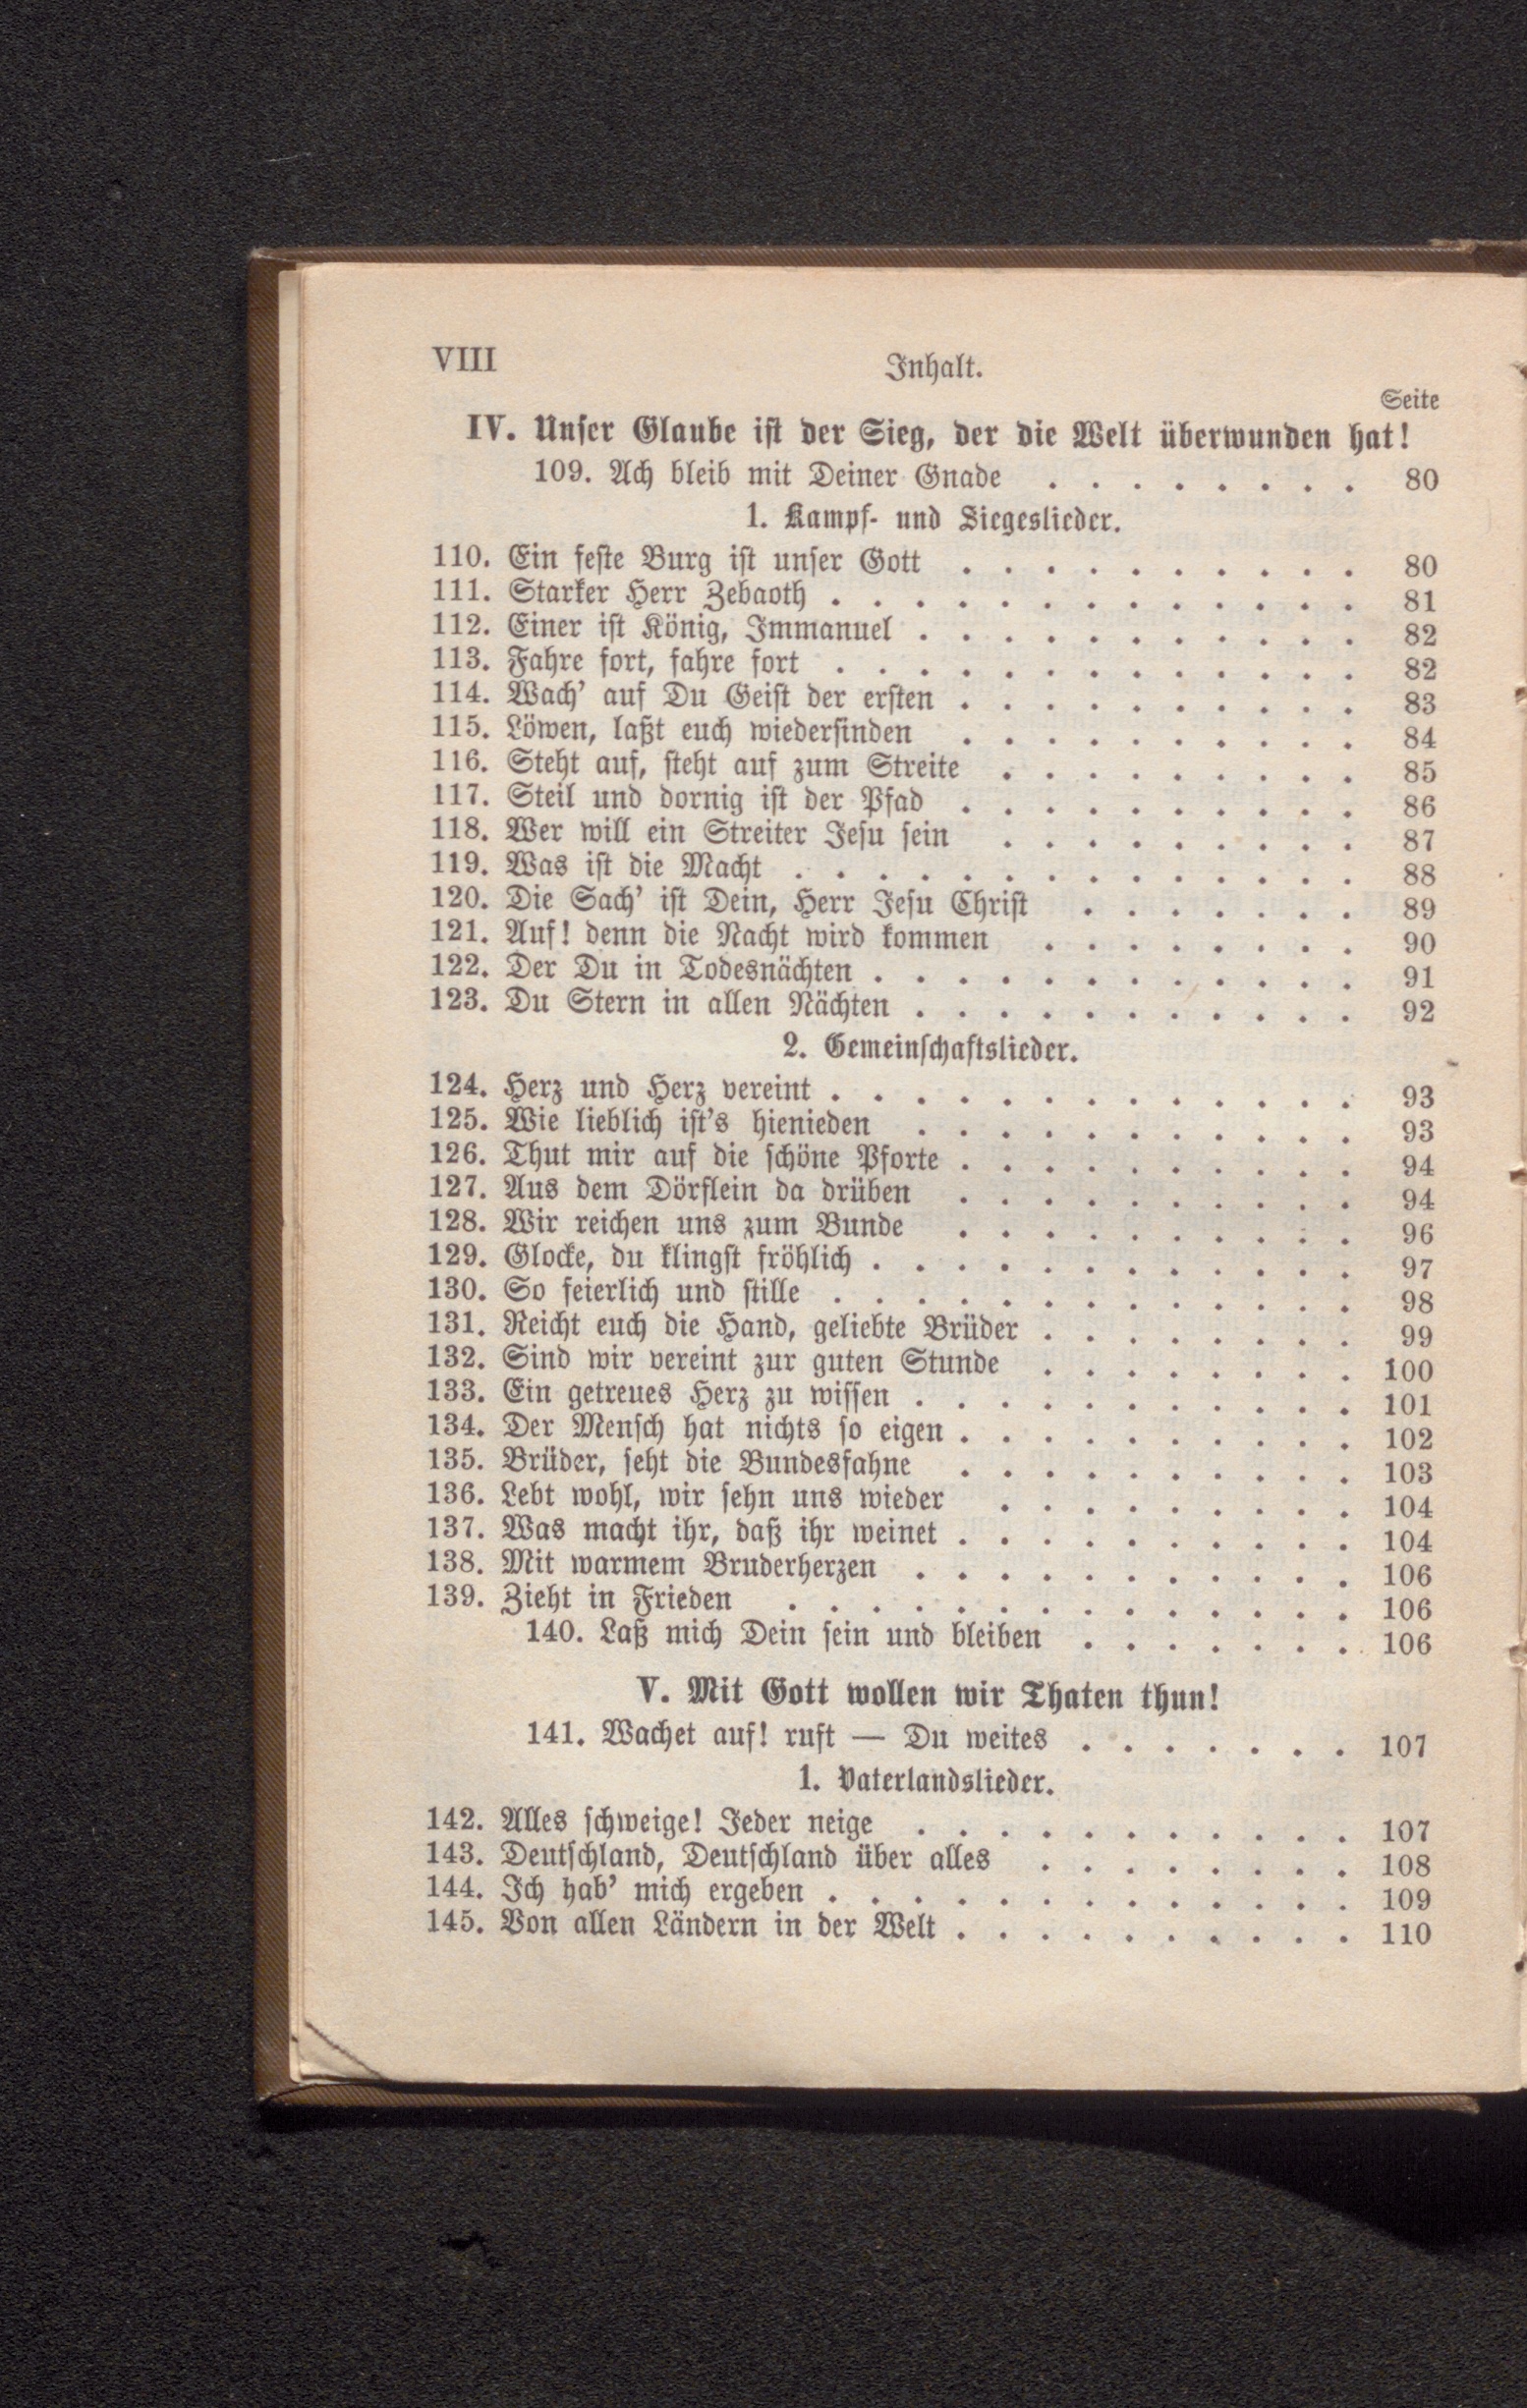 VIII
Inhalt.
Seite
IV. Unser Glaube ist der Sieg, der die Welt überwunden hat!
109. Ach bleib mit Deiner Gnade . . . . . . . . 80
1. Kampf- und Siegeslieder.
110. Ein feste Burg ist unser Gott . . . . . . . . . . 80
111. Starker Herr Zebaoth . . . . . . . . . . . . . 81
112. Einer ist König, Immanuel . . . . . . . . . . . 82
113. Fahre fort, fahre fort . . . . . . . . . . . . . 82
114. Wach' auf Du Geist der ersten . . . . . . . . . . 83
115. Löwen, laßt euch wiederfinden . . . . . . . . . . 84
116. Steht auf, steht auf zum Streite . . . . . . . . . 85
117. Steil und dornig ist der Pfad . . . . . . . . . . 86
118. Wer will ein Streiter Jesu sein . . . . . . . . . 87
119. Was ist die Macht . . . . . . . . . . . . . . 88
120. Die Sach' ist Dein, Herr Jesu Christ . . . . . . . 89
121. Auf! denn die Nacht wird kommen . . . . . . . . 90
122. Der Du in Todesnächten . . . . . . . . . . . . 91
123. Du Stern in allen Nächten . . . . . . . . . . . 92
2. Gemeinschaftslieder.
124. Herz und Herz vereint . . . . . . . . . . . . . 93
125. Wie lieblich ist's hienieden . . . . . . . . . . . 93
126. Thut mir auf die schöne Pforte . . . . . . . . . . 94
127. Aus dem Dörflein da drüben . . . . . . . . . . 94
128. Wir reichen uns zum Bunde . . . . . . . . . . 96
129. Glocke, du klingst fröhlich . . . . . . . . . . . . 97
130. So feierlich und stille . . . . . . . . . . . . . 98
131. Reicht euch die Hand, geliebte Brüder . . . . . . . . 99
132. Sind wir vereint zur guten Stunde . . . . . . . . 100
133. Ein getreues Herz zu wissen . . . . . . . . . . . 101
134. Der Mensch hat nichts so eigen . . . . . . . . . . 102
135. Brüder, seht die Bundesfahne . . . . . . . . . . 103
136. Lebt wohl, wir sehn uns wieder . . . . . . . . . 104
137. Was macht ihr, daß ihr weinet . . . . . . . . . . 104
138. Mit warmem Bruderherzen . . . . . . . . . . . 106
139. Zieht in Frieden . . . . . . . . . . . . . . 106
140. Laß mich Dein sein und bleiben . . . . . . . 106
V. Mit Gott wollen wir Thaten thun!
141. Wachet auf! ruft — Du weites . . . . . . . 107
1. Vaterlandslieder.
142. Alles schweige! Jeder neige . . . . . . . . . . . 107
143. Deutschland, Deutschland über alles . . . . . . . . 108
144. Ich hab' mich ergeben . . . . . . . . . . . . . 109
145. Von allen Ländern in der Welt . . . . . . . . . . 110